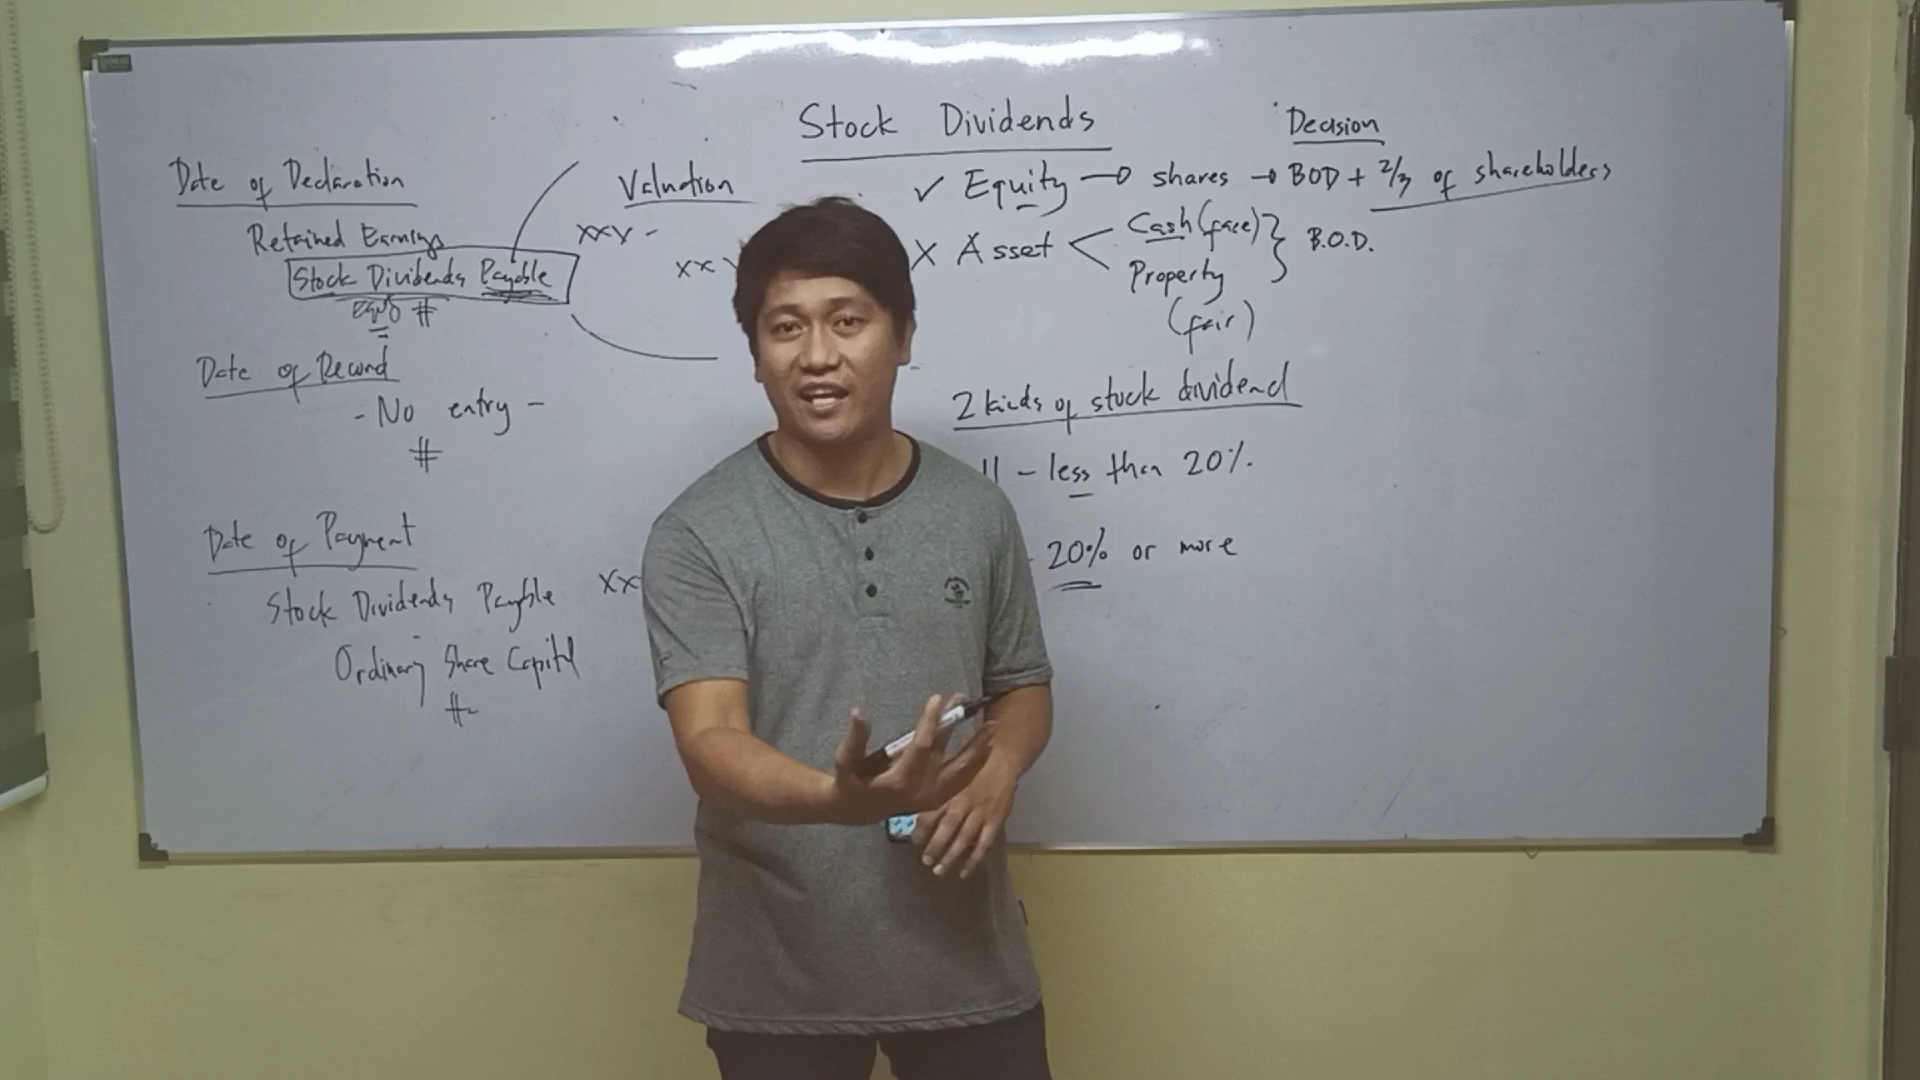 Stock Dividends
Decision
✓ Equity → shares → BOD + 2/3 of shareholders
X Asset < Cash (face)
Property
(fair)
} B.O.D.
2 kinds of stock dividend
ll - less than 20%.
- 20% or more
Valuation
Date of Declaration
Retained Earnings xxx -
Stock Dividends Payable xx
Equity #
Date of Record
- No entry -
#
Date of Payment
Stock Dividends Payable xx
Ordinary Share Capital
#